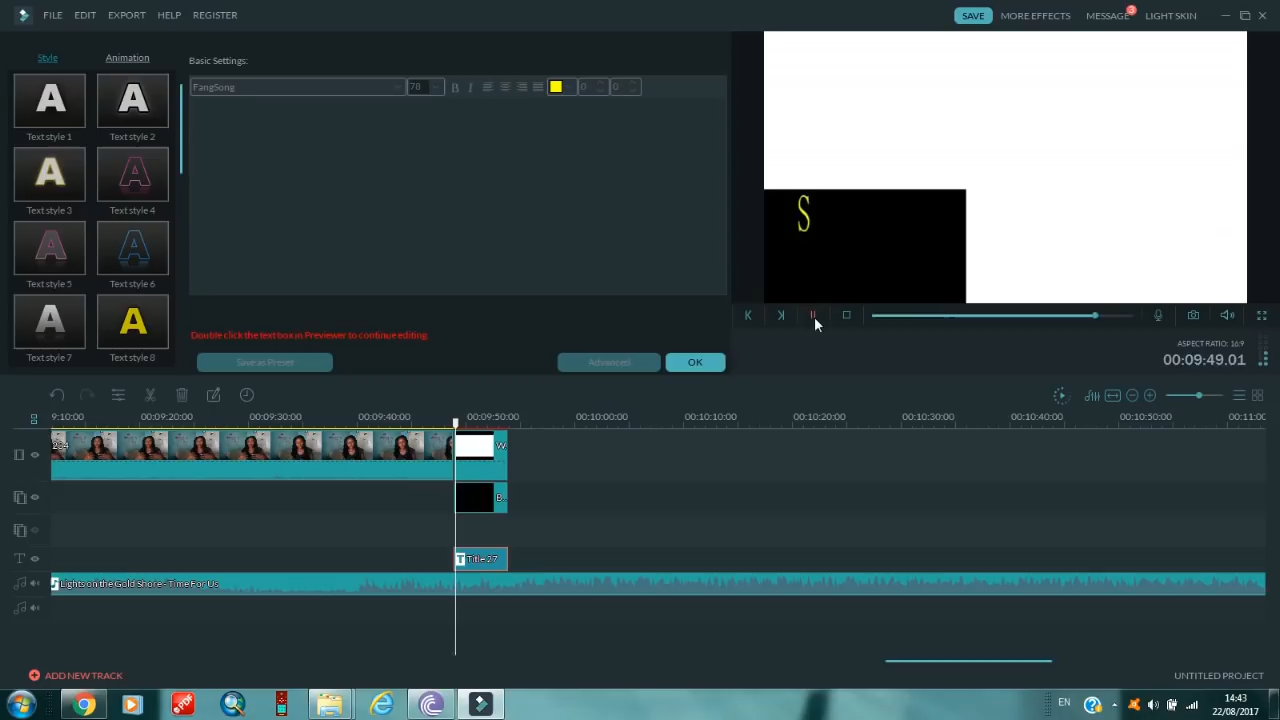 FILE EDIT EXPORT HELP REGISTER
SAVE MORE EFFECTS MESSAGE 3 LIGHT SKIN
Style Animation
Basic Settings:
FangSong 78 B I 0 0
A A
Text style 1 Text style 2
A A
Text style 3 Text style 4
A A
Text style 5 Text style 6
A A
Text style 7 Text style 8
S
Double click the text box in Previewer to continue editing
Save as Preset Advanced OK
ASPECT RATIO: 16:9
00:09:49.01
9:10:00 00:09:20:00 00:09:30:00 00:09:40:00 00:09:50:00 00:10:00:00 00:10:10:00 00:10:20:00 00:10:30:00 00:10:40:00 00:10:50:00 00:11:0
W
B..
T T Title 27
Lights on the Gold Shore - Time For Us
ADD NEW TRACK
UNTITLED PROJECT
PDF
EN
14:43
22/08/2017